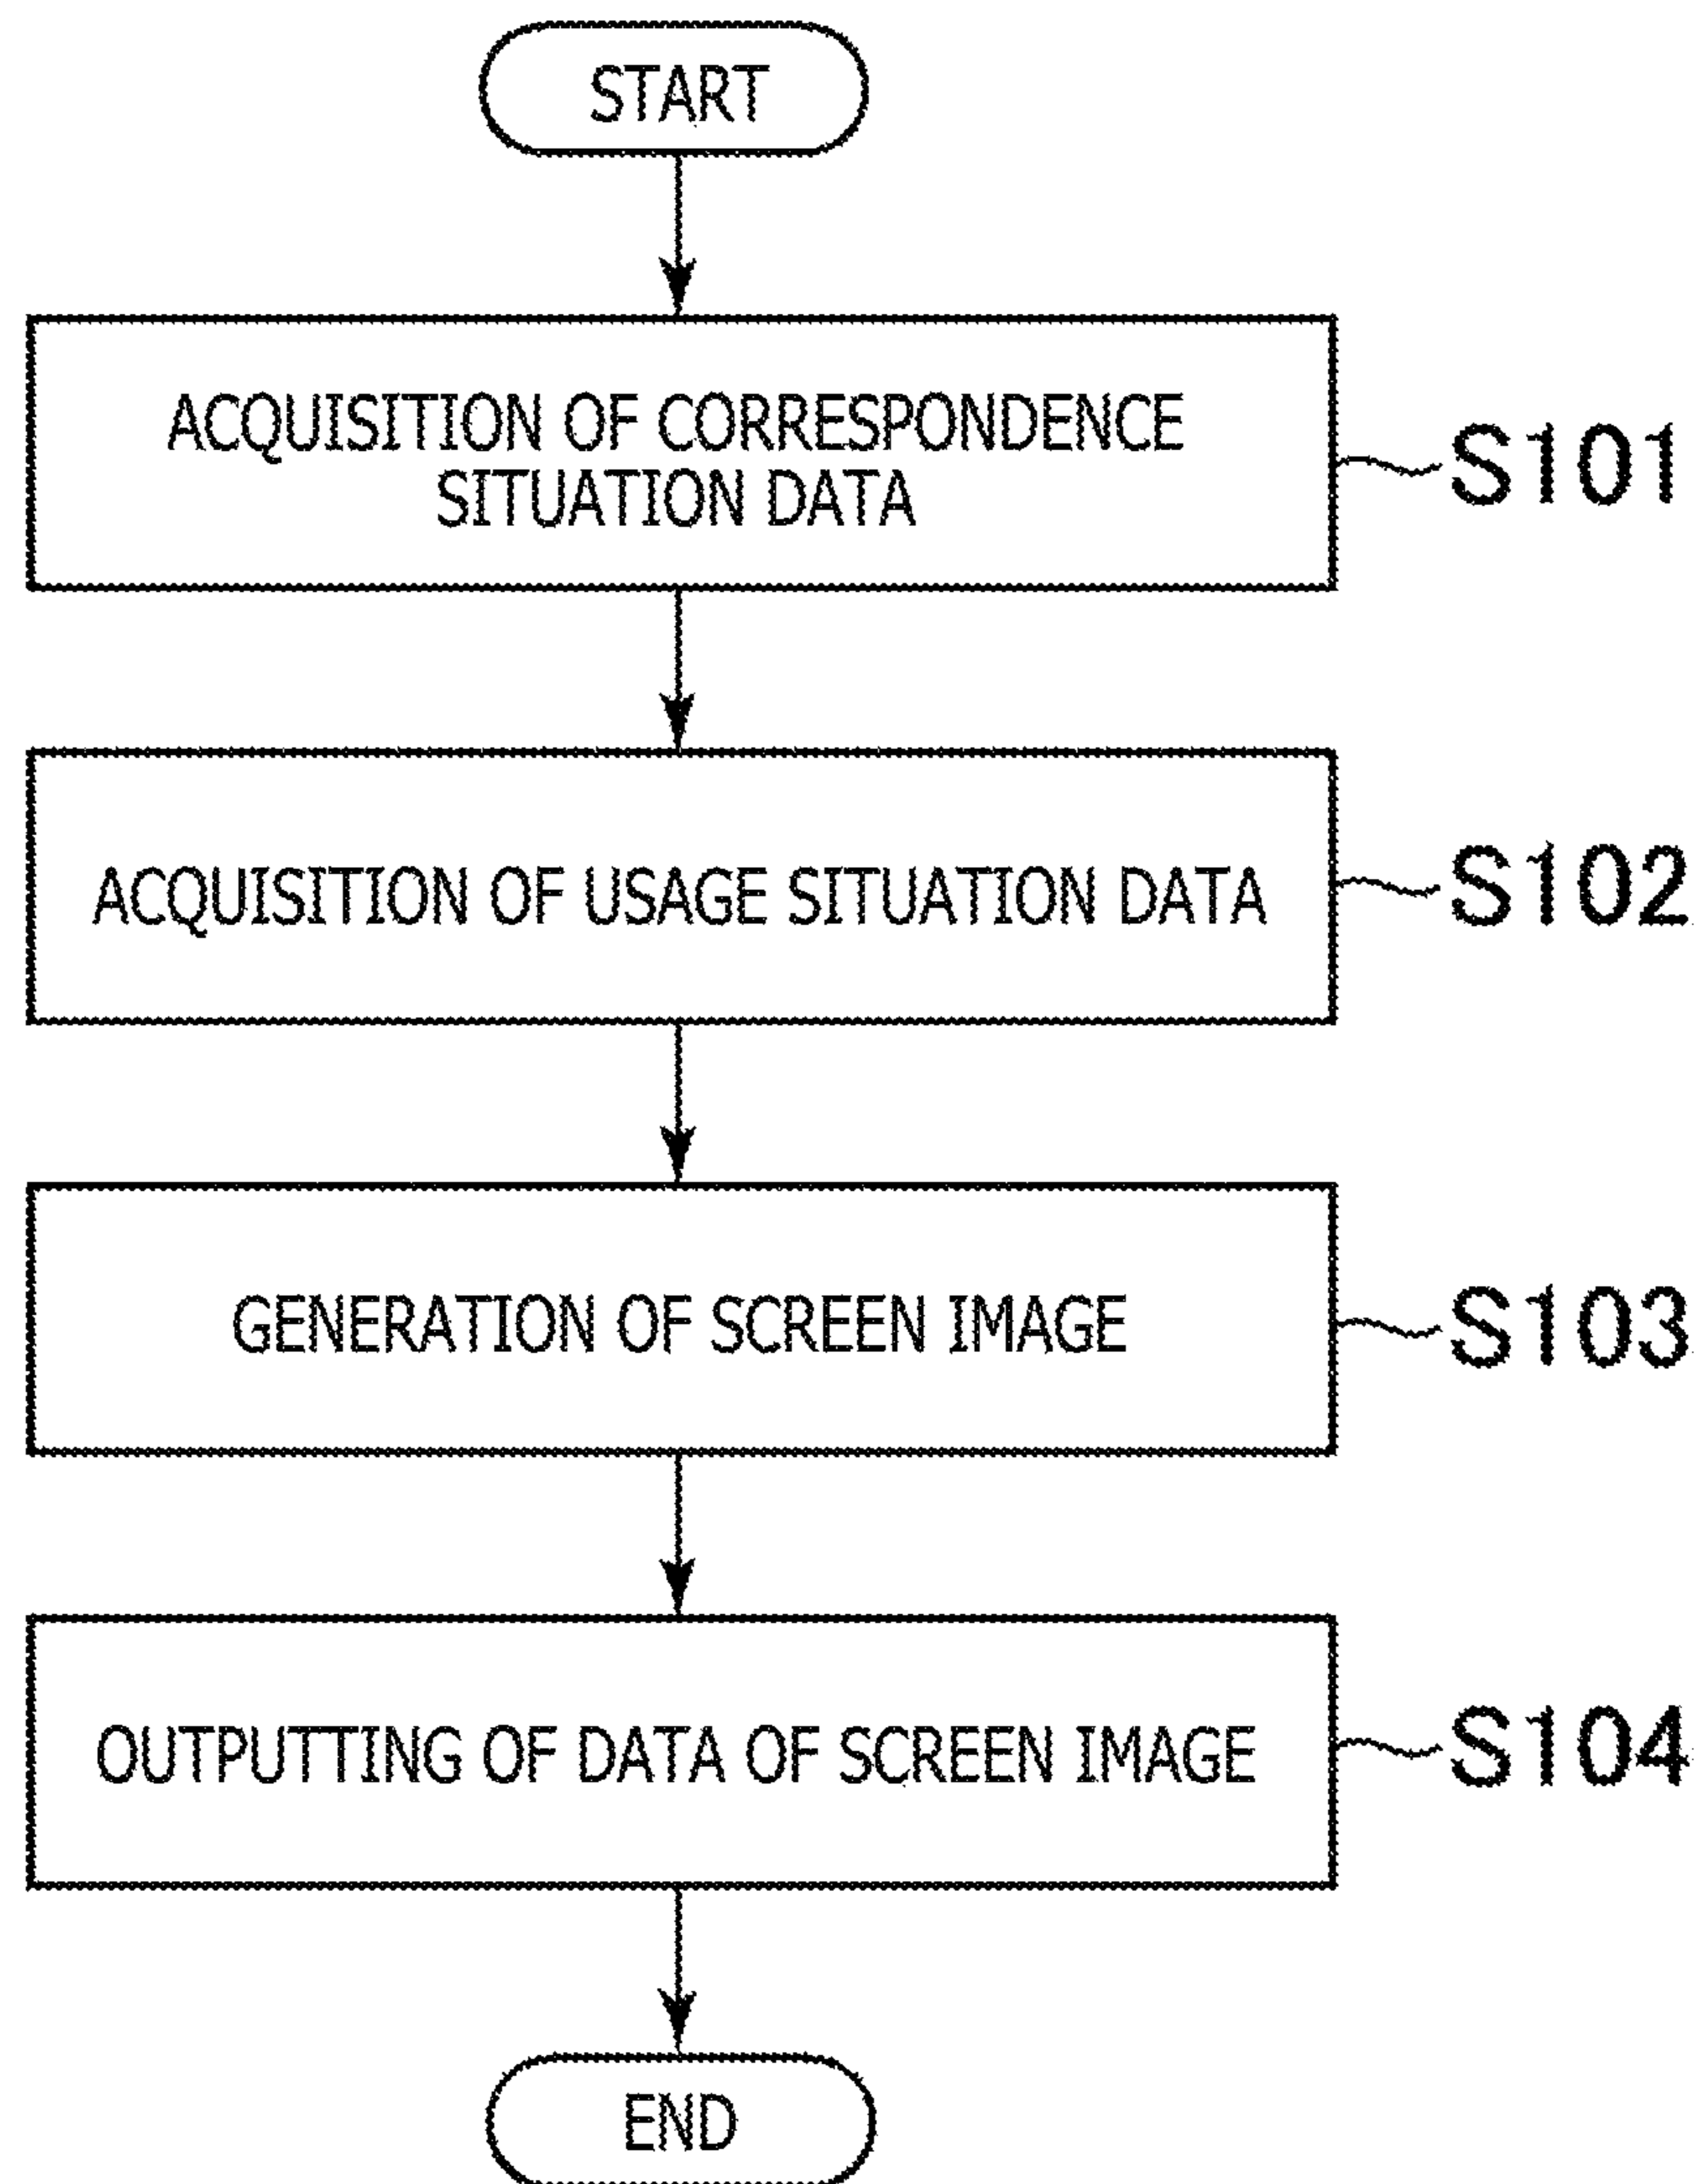 START
ACQUISITION OF CORRESPONDENCE
SITUATION DATA
S101
ACQUISITION OF USAGE SITUATION DATA
S102
GENERATION OF SCREEN IMAGE
S103
OUTPUTTING OF DATA OF SCREEN IMAGE
S104
END